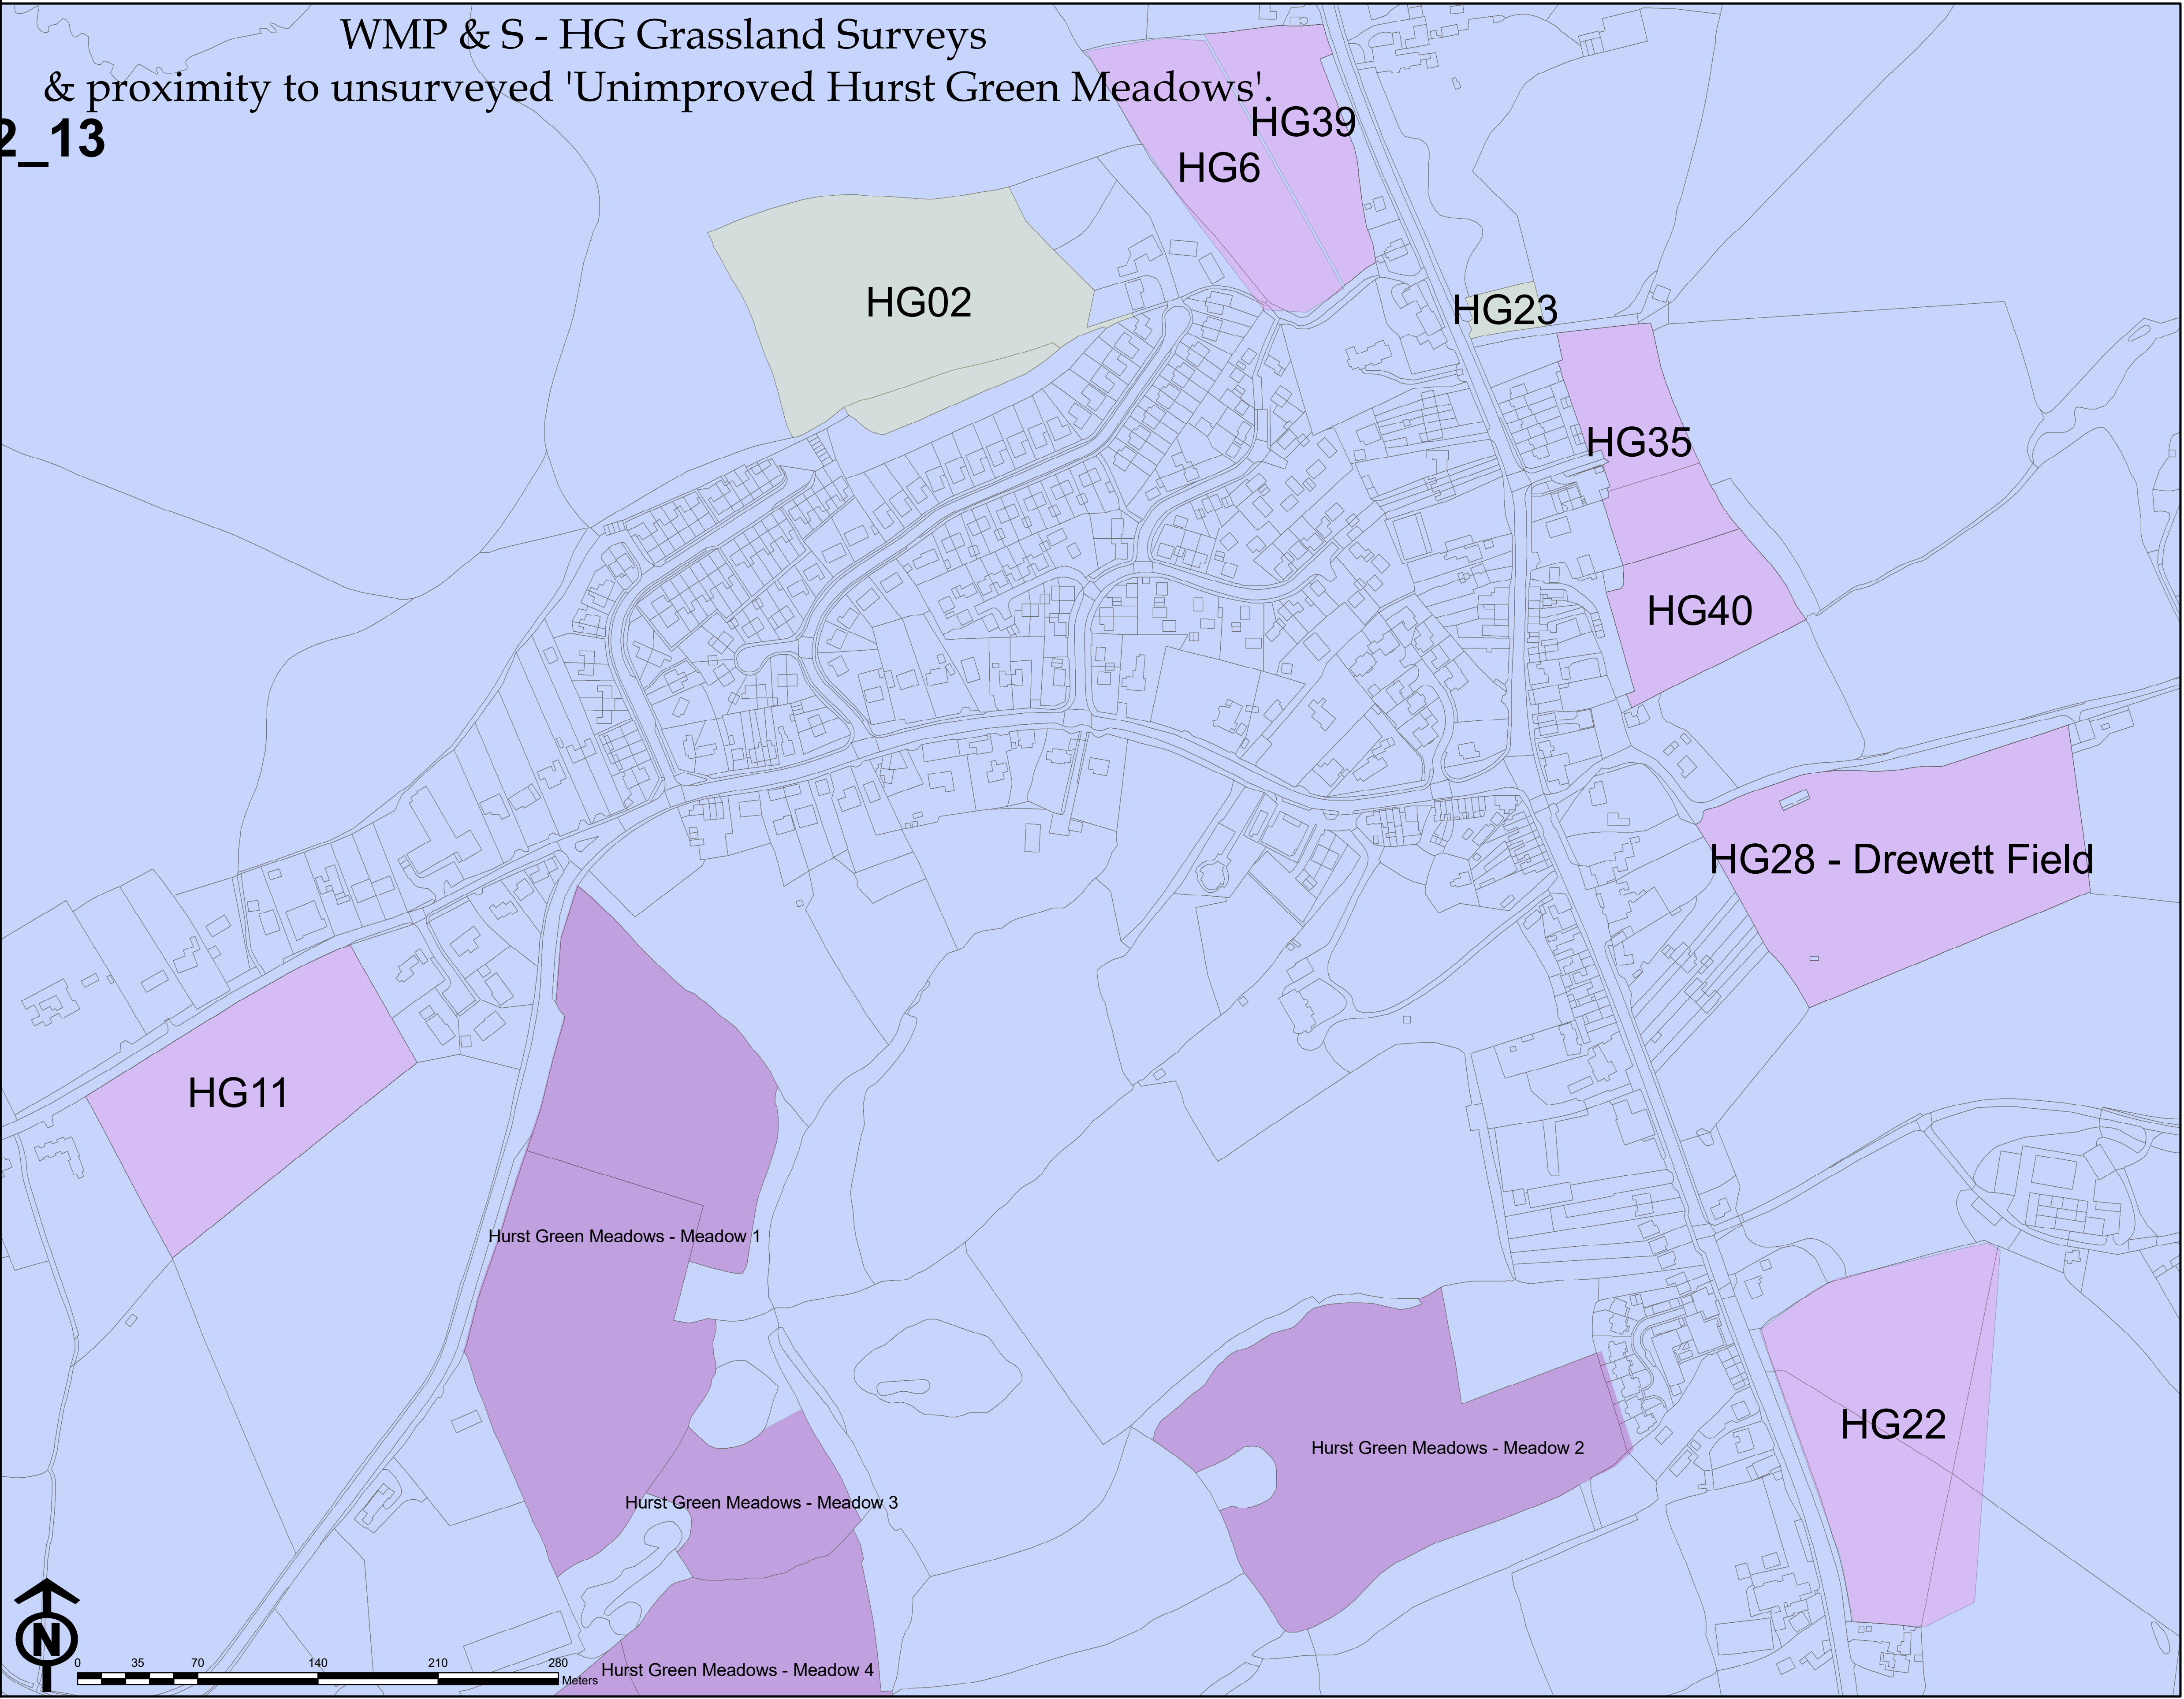 WMP & S - HG Grassland Surveys
& proximity to unsurveyed 'Unimproved Hurst Green Meadows'.
2_13
HG39
HG6
HG02
HG23
HG35
HG40
HG28 - Drewett Field
HG11
Hurst Green Meadows - Meadow 1
HG22
Hurst Green Meadows - Meadow 2
Hurst Green Meadows - Meadow 3
N
0 35 70 140 210 280
Meters
Hurst Green Meadows - Meadow 4